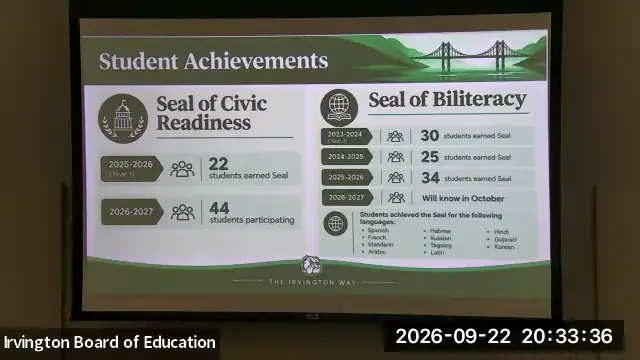 Student Achievements
Seal of Civic
Readiness
2025-2026
(Year 1)
22
students earned Seal
2026-2027
44
students participating
Seal of Biliteracy
2023-2024
30 students earned Seal
2024-2025
25 students earned Seal
2025-2026
34 students earned Seal
2026-2027
Will know in October
Students achieved the Seal for the following
languages:
• Spanish
• French
• Mandarin
• Arabic
• Hebrew
• Russian
• Tagalog
• Latin
• Hindi
• Gujarati
• Korean
THE IRVINGTON WAY
Irvington Board of Education
2026-09-22 20:33:36